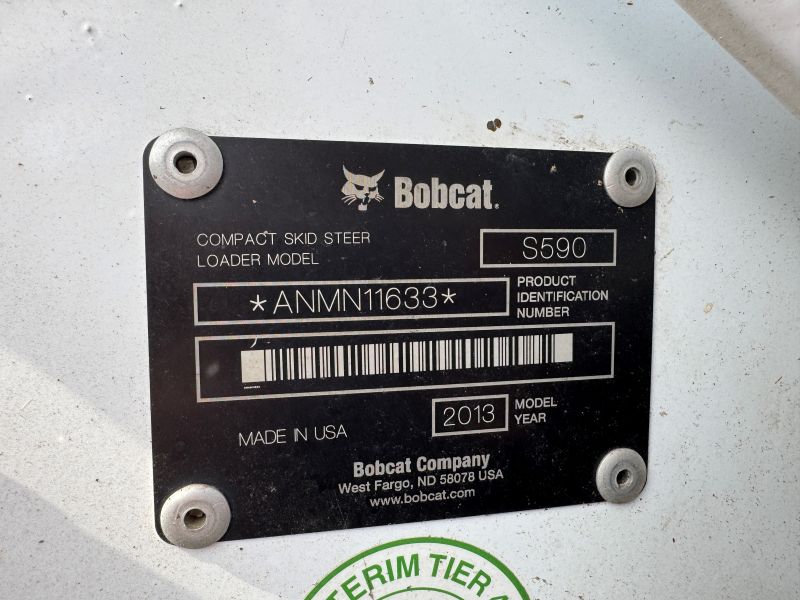 Bobcat.
COMPACT SKID STEER
LOADER MODEL
S590
*ANMN11633*
PRODUCT
IDENTIFICATION
NUMBER
2013
MODEL
YEAR
MADE IN USA
Bobcat Company
West Fargo, ND 58078 USA
www.bobcat.com
TERIM TIER